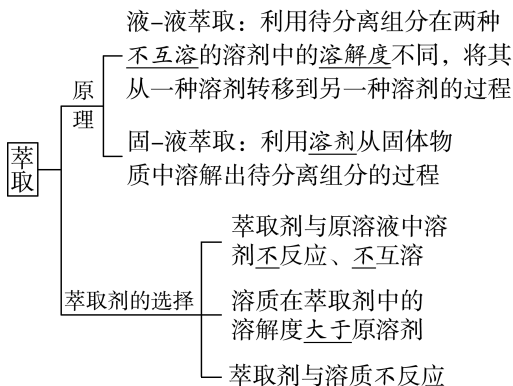 液-液萃取：利用待分离组分在两种
不互溶的溶剂中的溶解度不同，将其
从一种溶剂转移到另一种溶剂的过程
原
理
固-液萃取：利用溶剂从固体物
质中溶解出待分离组分的过程
萃
取
萃取剂与原溶液中溶
剂不反应、不互溶
萃取剂的选择
溶质在萃取剂中的
溶解度大于原溶剂
萃取剂与溶质不反应